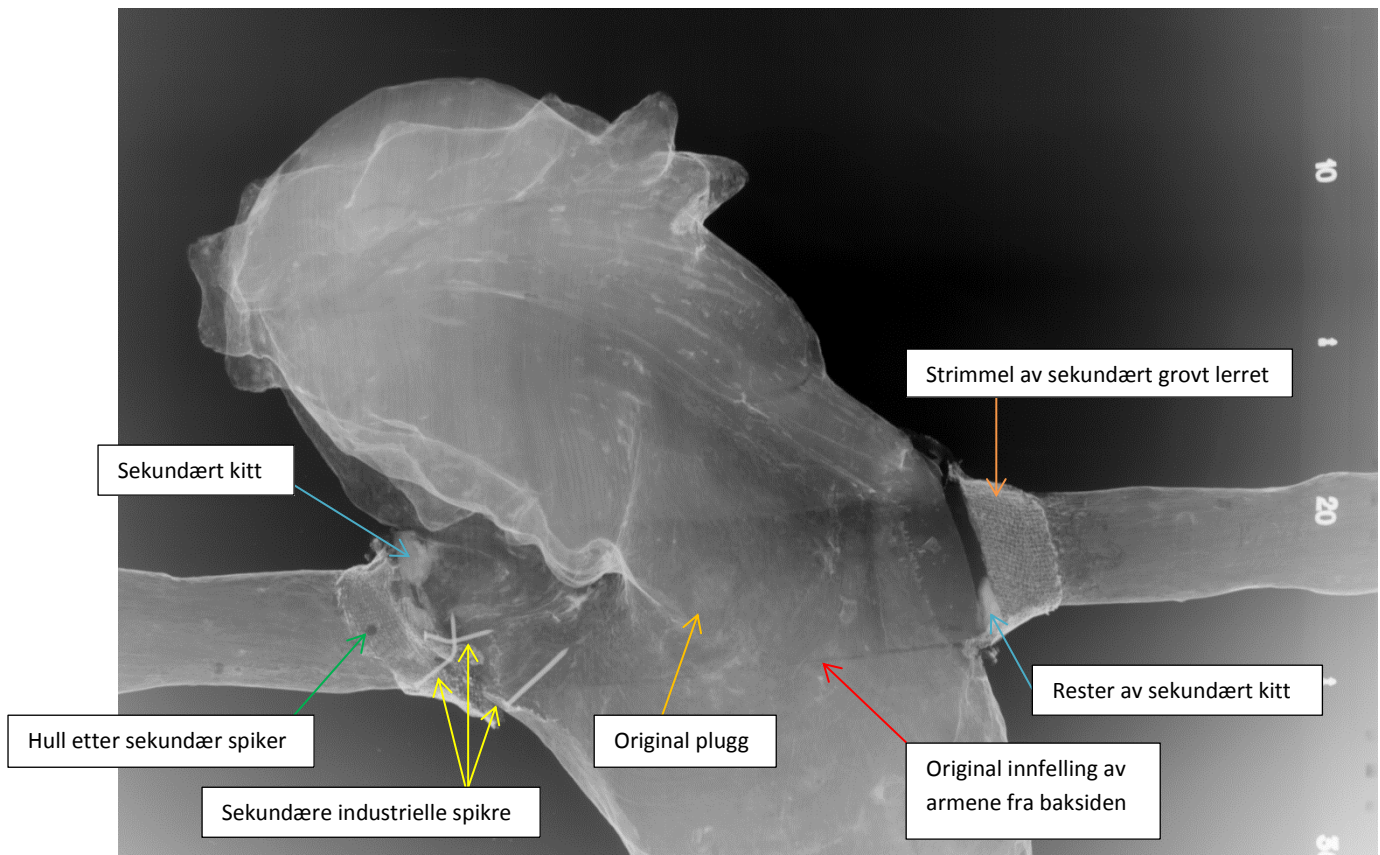 10
Strimmel av sekundært grovt lerret
Sekundært kitt
20
Rester av sekundært kitt
Hull etter sekundær spiker
Original plugg
Original innfelling av
armene fra baksiden
Sekundære industrielle spikre